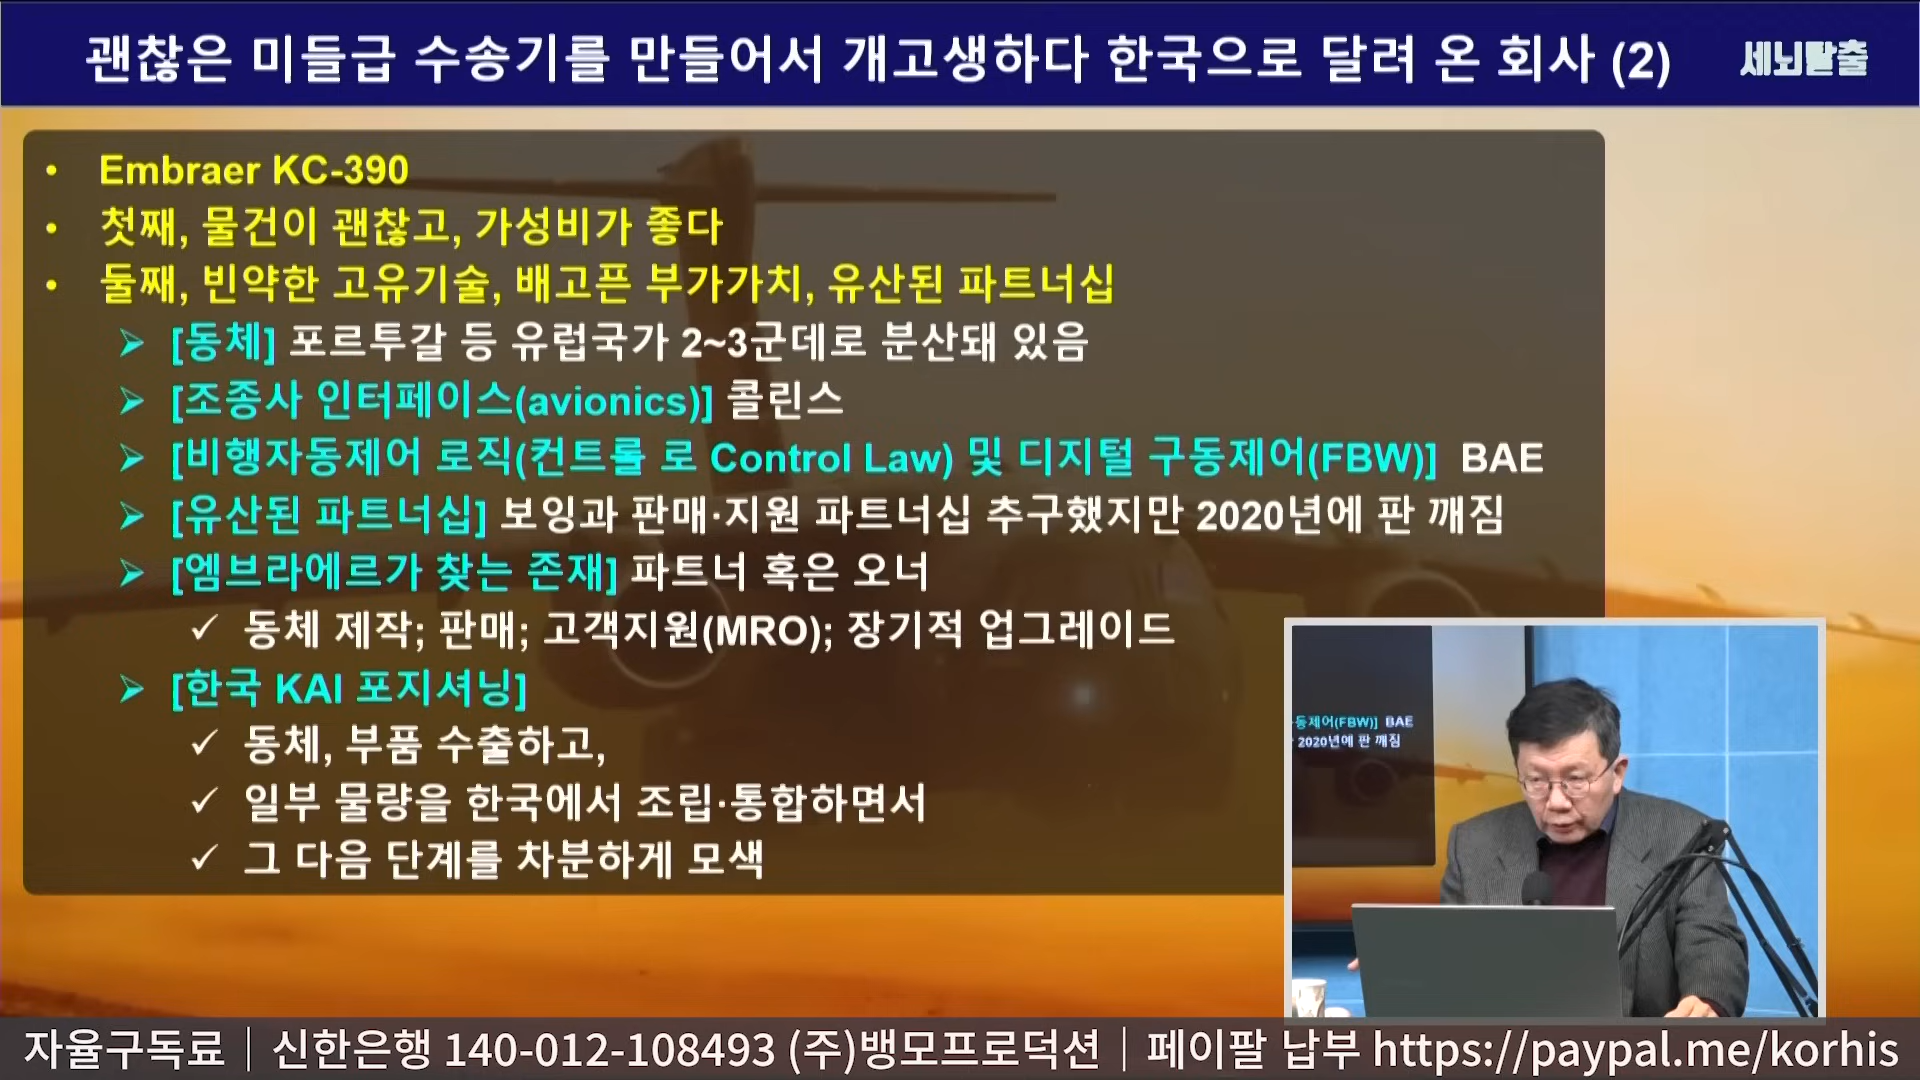 괜찮은 미들급 수송기를 만들어서 개고생하다 한국으로 달려 온 회사 (2)
세뇌탈출
• Embraer KC-390
• 첫째, 물건이 괜찮고, 가성비가 좋다
• 둘째, 빈약한 고유기술, 배고픈 부가가치, 유산된 파트너십
➢ [동체] 포르투갈 등 유럽국가 2~3군데로 분산돼 있음
➢ [조종사 인터페이스(avionics)] 콜린스
➢ [비행자동제어 로직(컨트롤 로 Control Law) 및 디지털 구동제어(FBW)] BAE
➢ [유산된 파트너십] 보잉과 판매·지원 파트너십 추구했지만 2020년에 판 깨짐
➢ [엠브라에르가 찾는 존재] 파트너 혹은 오너
✓ 동체 제작; 판매; 고객지원(MRO); 장기적 업그레이드
➢ [한국 KAI 포지셔닝]
✓ 동체, 부품 수출하고,
✓ 일부 물량을 한국에서 조립·통합하면서
✓ 그 다음 단계를 차분하게 모색
동제어(FBW)] BAE
2020년에 판 깨짐
자율구독료｜신한은행 140-012-108493 (주)뱅모프로덕션｜페이팔 납부 https://paypal.me/korhis